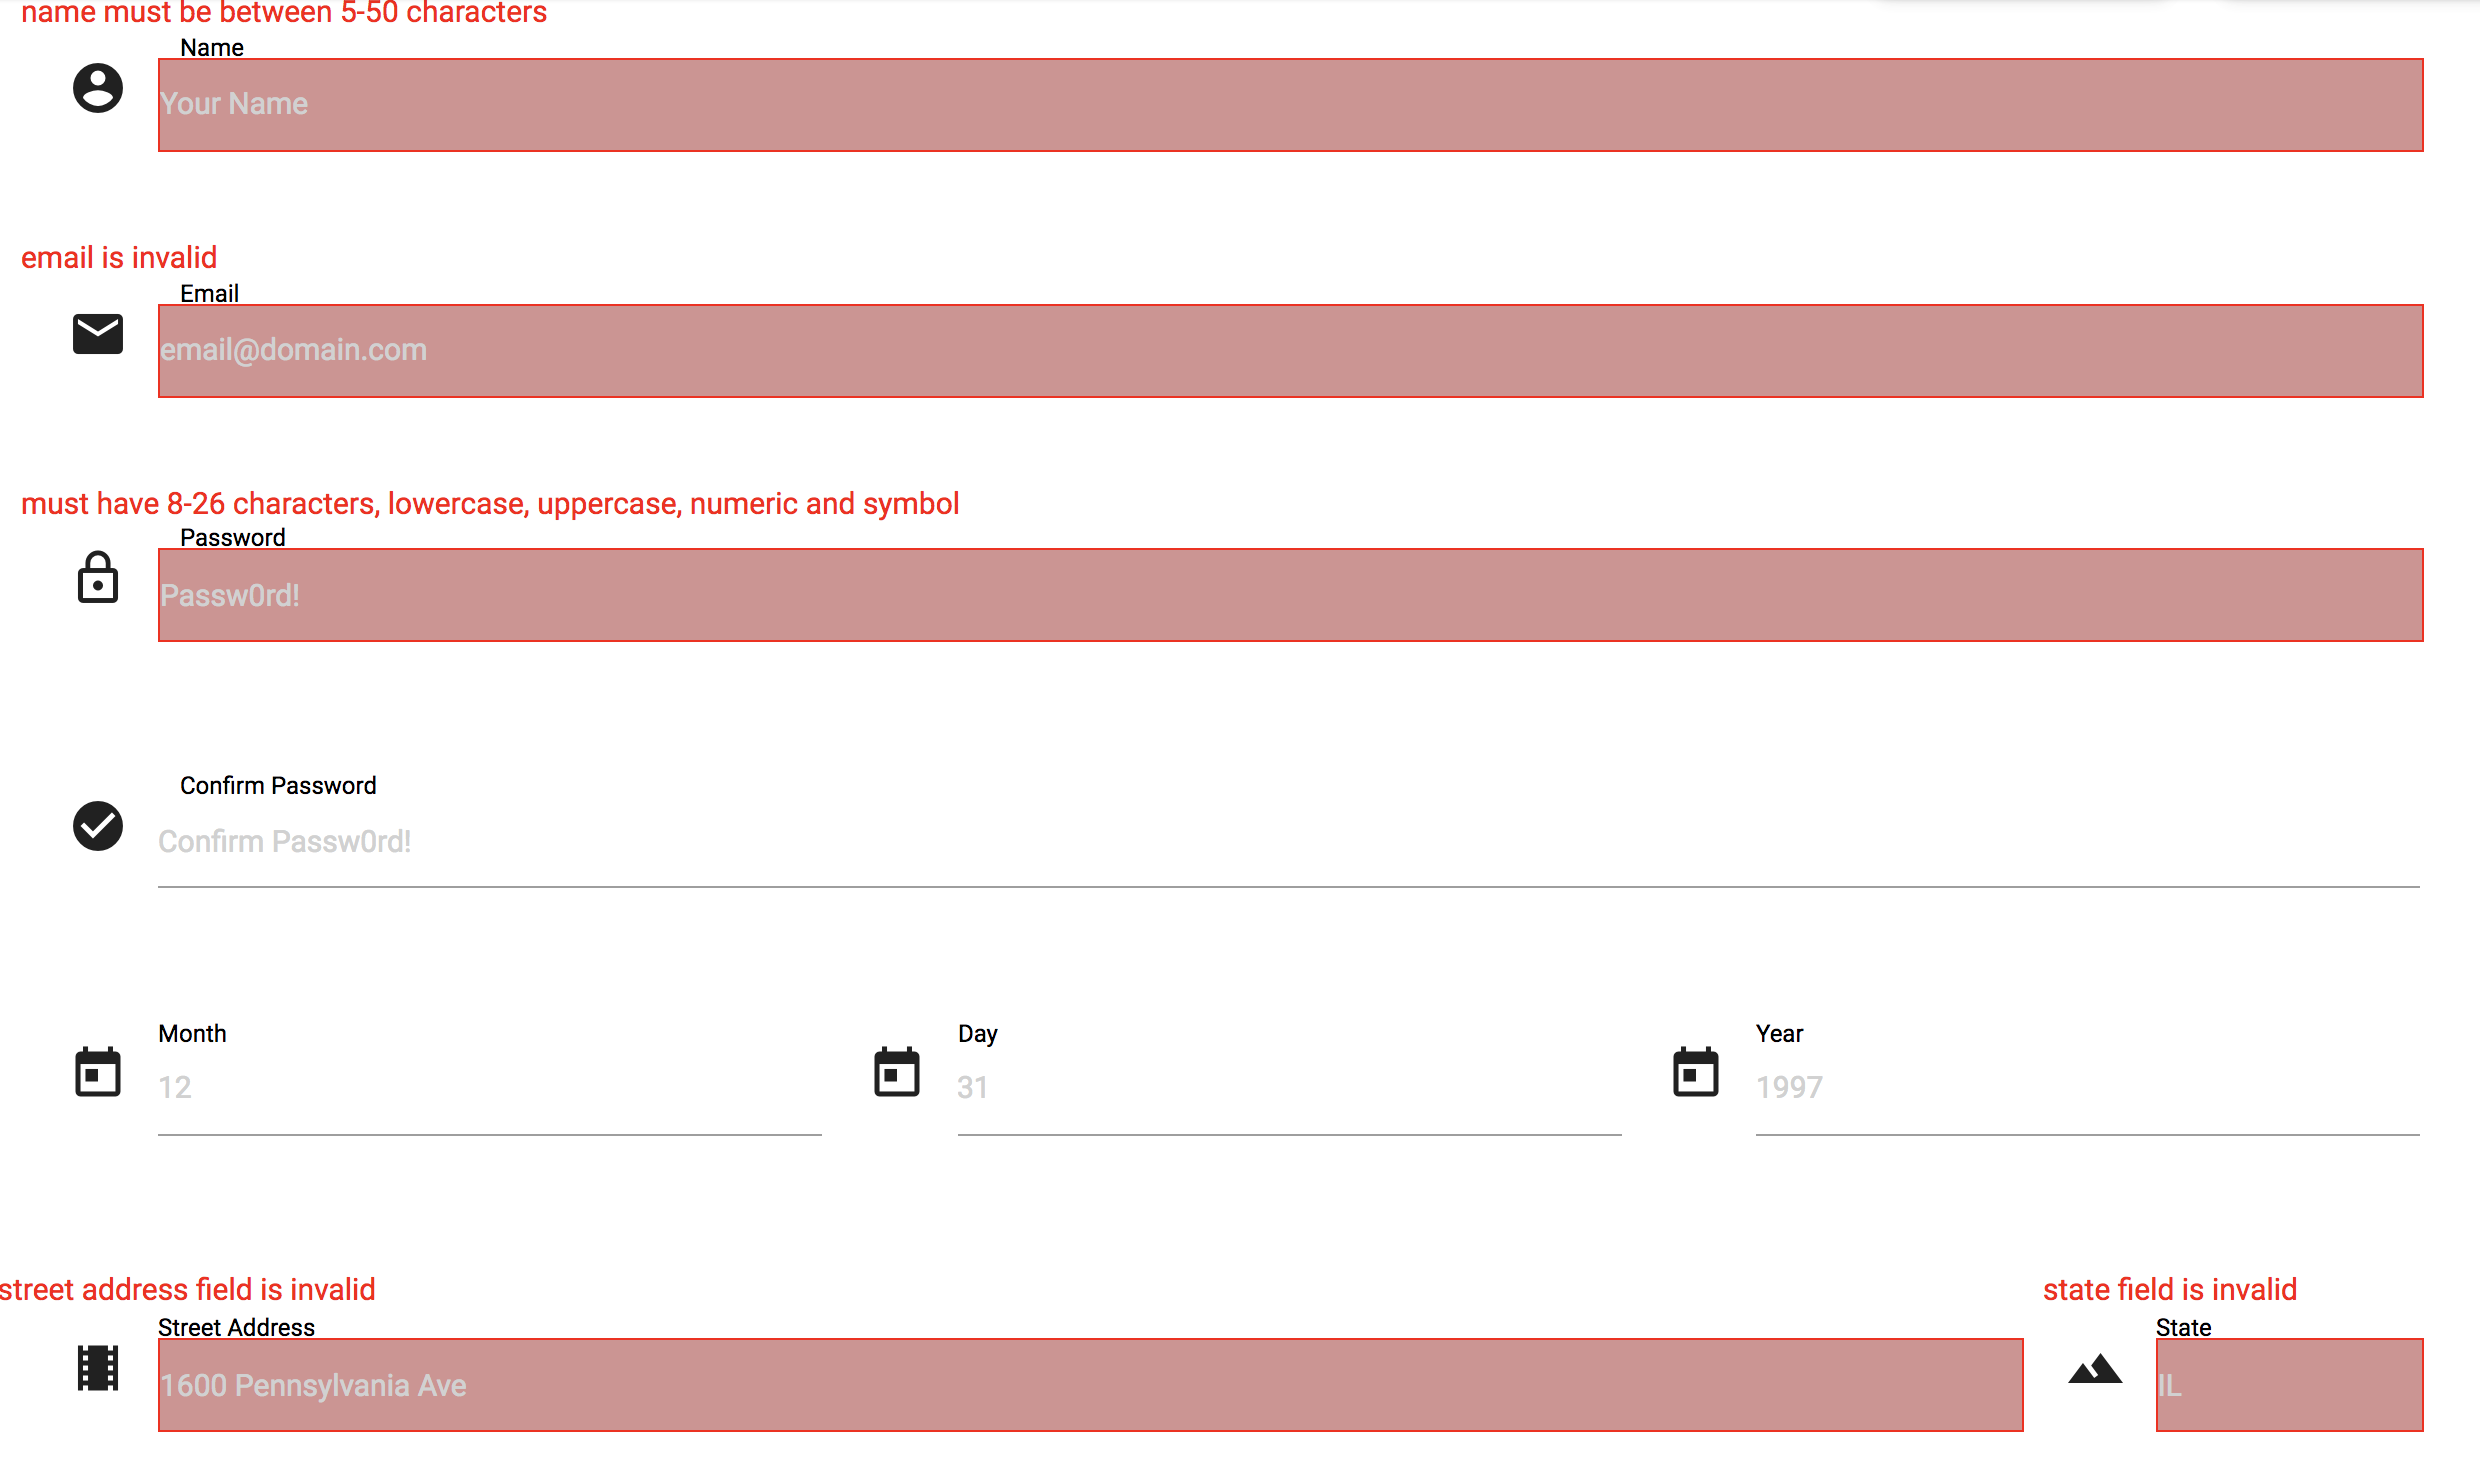 name must be between 5-50 characters
Name
Your Name
email is invalid
Email
email@domain.com
must have 8-26 characters, lowercase, uppercase, numeric and symbol
Password
Passw0rd!
Confirm Password
Confirm Passw0rd!
Month Day Year
12 31 1997
street address field is invalid state field is invalid
Street Address State
1600 Pennsylvania Ave IL